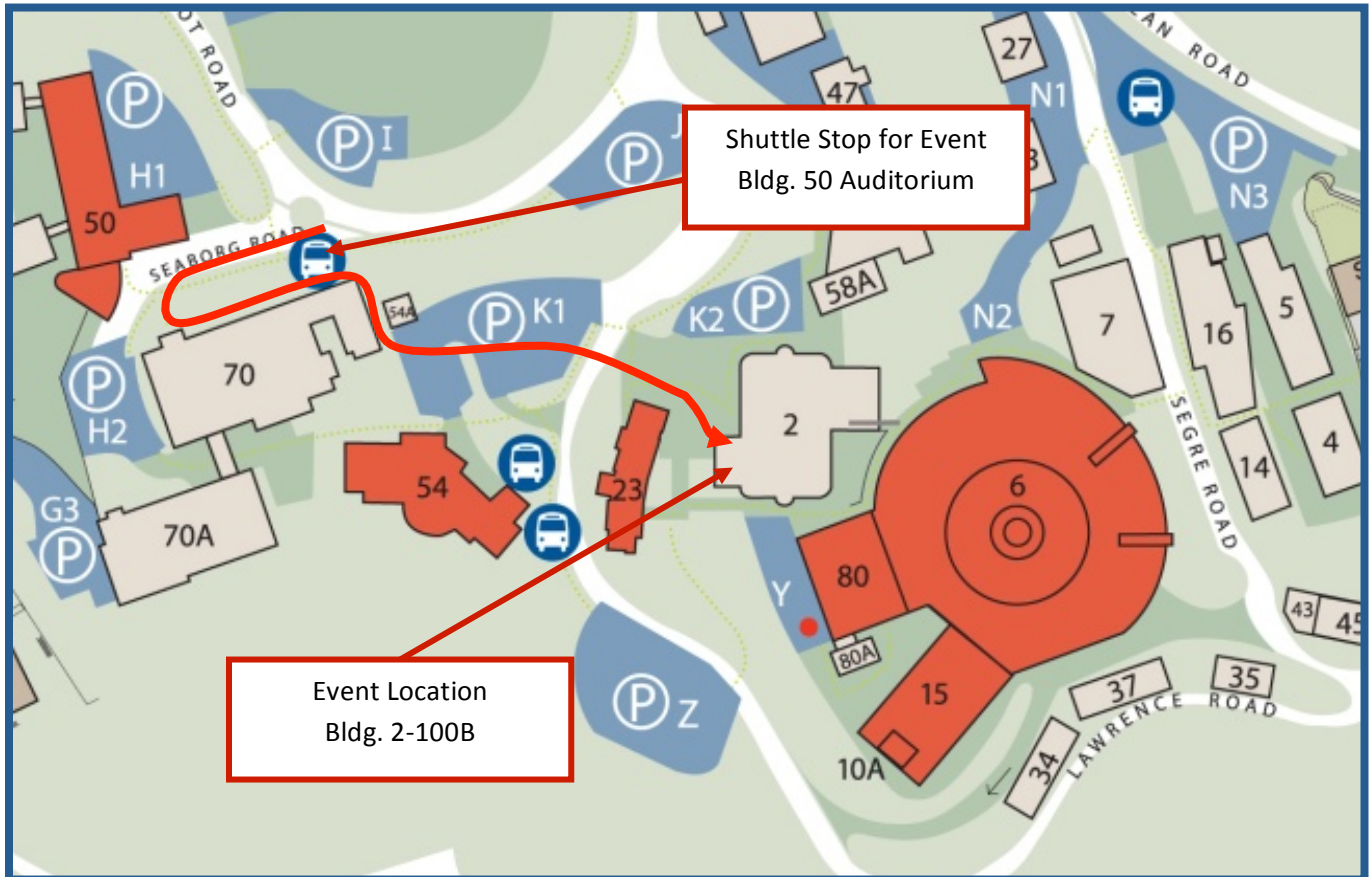 OT ROAD
AN ROAD
27
P
N1
47
P
I
J
P
P
H1
50
Shuttle Stop for Event
Bldg. 50 Auditorium
3
P
N3
SEABORG ROAD
54A
P
K1
K2
P
58A
N2
7
16
5
70
P
H2
2
SEGRE ROAD
4
14
54
23
6
G3
P
70A
80
Y
80A
43
45
Event Location
Bldg. 2-100B
P
Z
15
37
35
10A
34
LAWRENCE ROAD